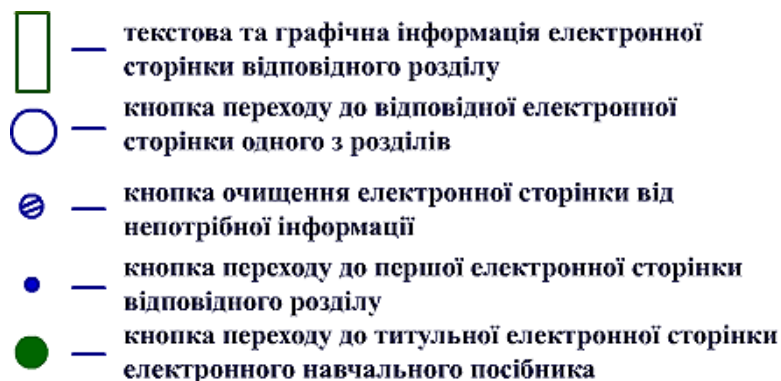 — текстова та графічна інформація електронної
сторінки відповідного розділу
— кнопка переходу до відповідної електронної
сторінки одного з розділів
— кнопка очищення електронної сторінки від
непотрібної інформації
— кнопка переходу до першої електронної сторінки
відповідного розділу
— кнопка переходу до титульної електронної сторінки
електронного навчального посібника